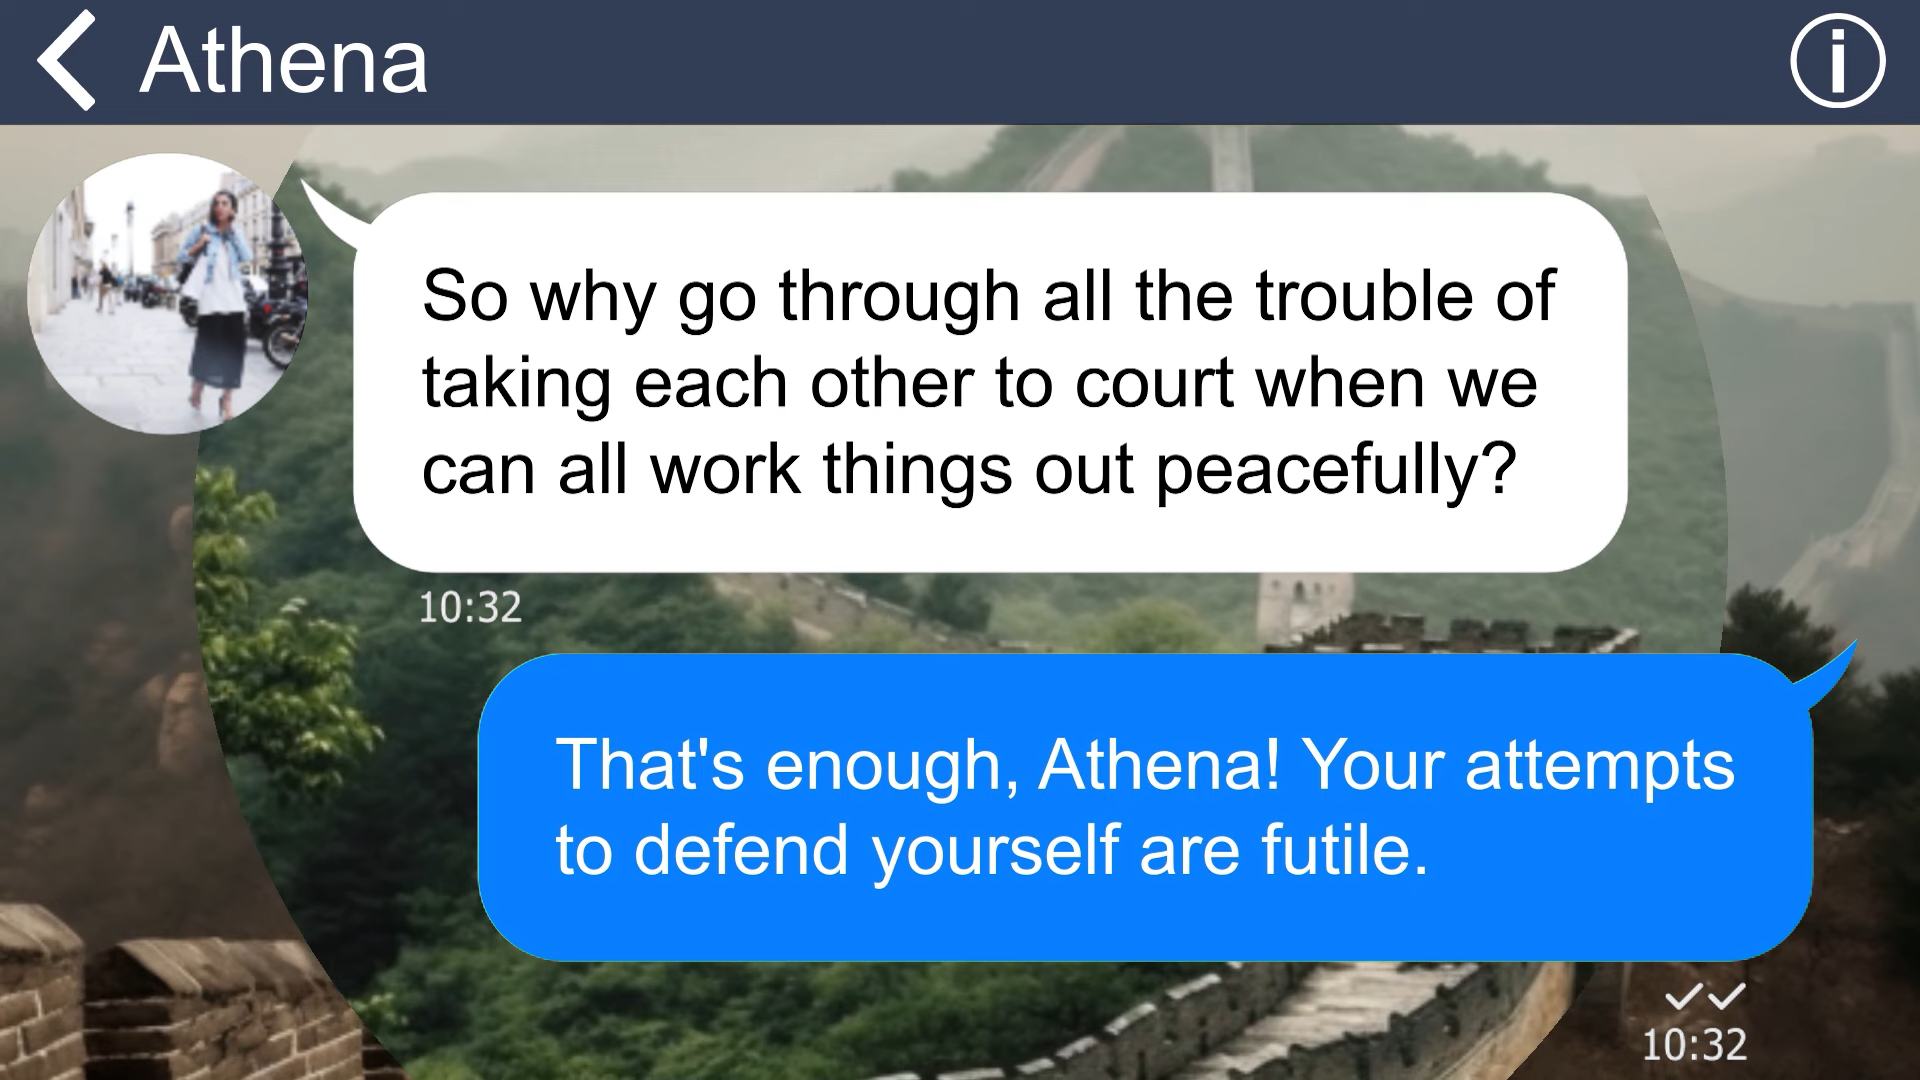 Athena
So why go through all the trouble of
taking each other to court when we
can all work things out peacefully?
10:32
That's enough, Athena! Your attempts
to defend yourself are futile.
10:32